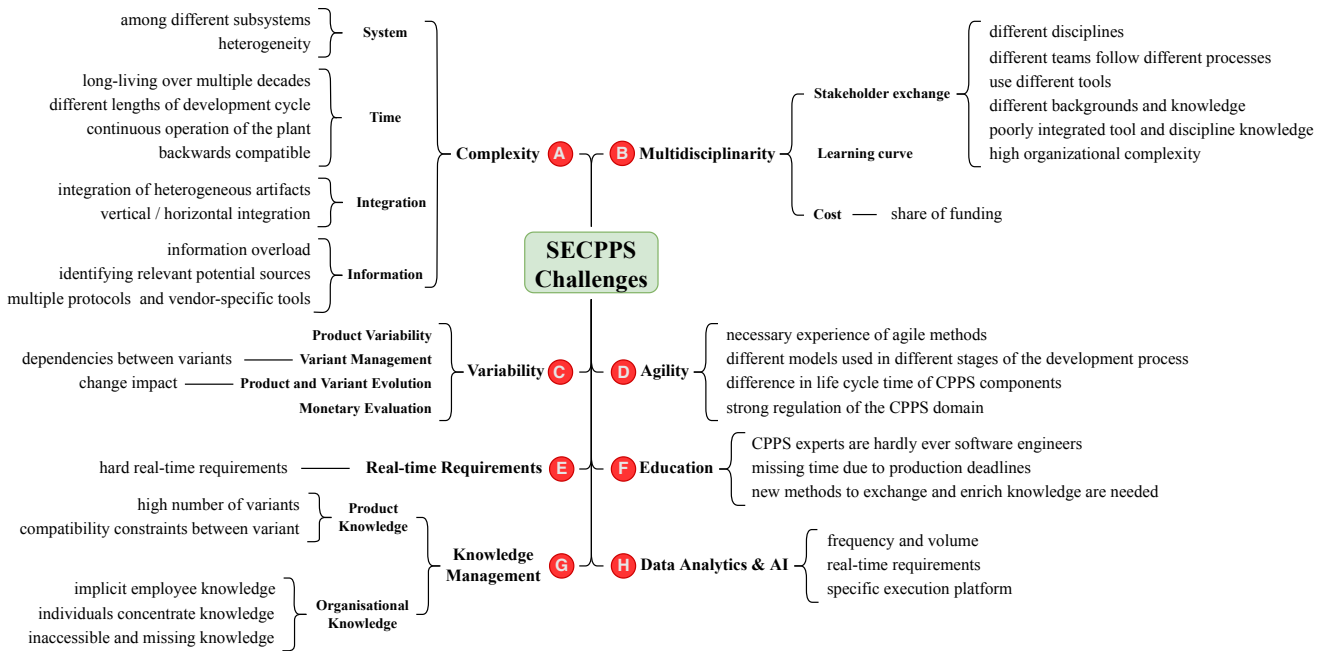 SECPPS
Challenges
A
Complexity
System
among different subsystems
heterogeneity
Time
long-living over multiple decades
different lengths of development cycle
continuous operation of the plant
backwards compatible
Integration
integration of heterogeneous artifacts
vertical / horizontal integration
Information
information overload
identifying relevant potential sources
multiple protocols and vendor-specific tools
B
Multidisciplinarity
Stakeholder exchange
different disciplines
different teams follow different processes
use different tools
different backgrounds and knowledge
poorly integrated tool and discipline knowledge
high organizational complexity
Learning curve
Cost
share of funding
C
Variability
Product Variability
Variant Management
dependencies between variants
Product and Variant Evolution
change impact
Monetary Evaluation
D
Agility
necessary experience of agile methods
different models used in different stages of the development process
difference in life cycle time of CPPS components
strong regulation of the CPPS domain
E
Real-time Requirements
hard real-time requirements
F
Education
CPPS experts are hardly ever software engineers
missing time due to production deadlines
new methods to exchange and enrich knowledge are needed
G
Knowledge
Management
Product
Knowledge
high number of variants
compatibility constraints between variant
Organisational
Knowledge
implicit employee knowledge
individuals concentrate knowledge
inaccessible and missing knowledge
H
Data Analytics & AI
frequency and volume
real-time requirements
specific execution platform